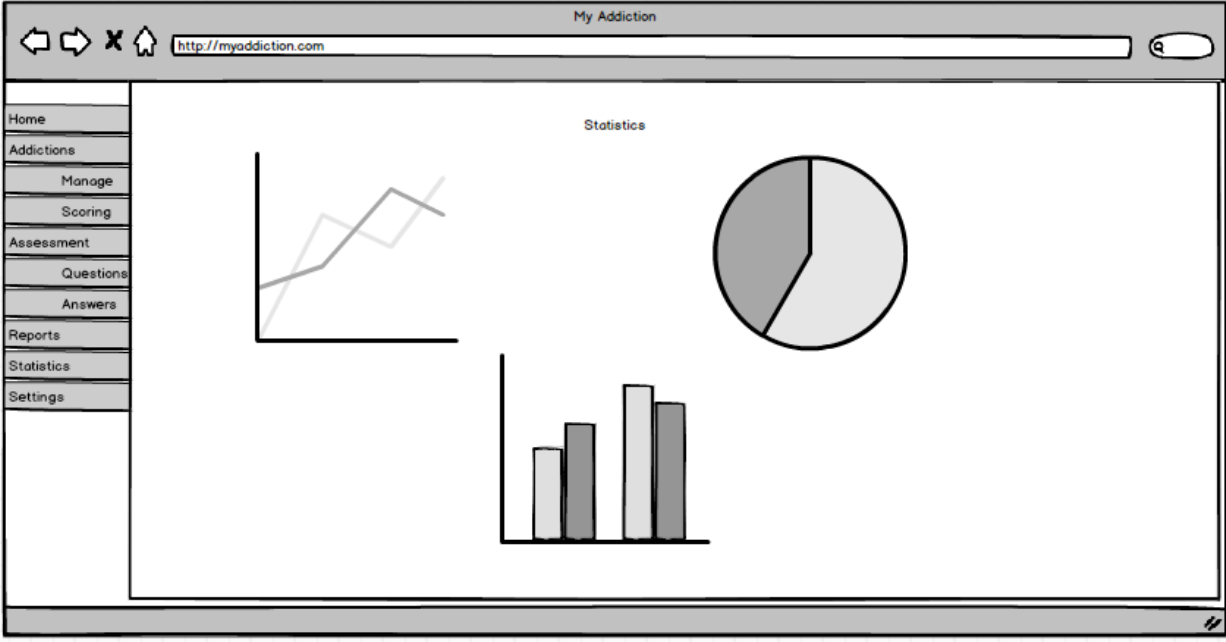 My Addiction
http://myaddiction.com
Home
Addictions
Manage
Scoring
Assessment
Questions
Answers
Reports
Statistics
Settings
Statistics